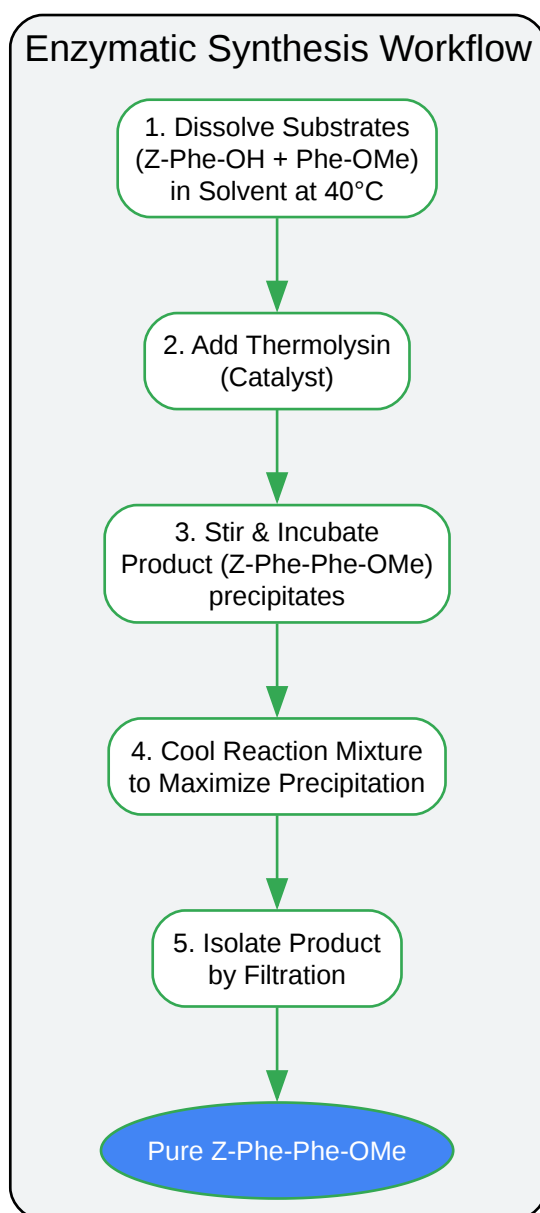 Enzymatic Synthesis Workflow
1. Dissolve Substrates
(Z-Phe-OH + Phe-OMe)
in Solvent at 40°C
2. Add Thermolysin
(Catalyst)
3. Stir & Incubate
Product (Z-Phe-Phe-OMe)
precipitates
4. Cool Reaction Mixture
to Maximize Precipitation
5. Isolate Product
by Filtration
Pure Z-Phe-Phe-OMe